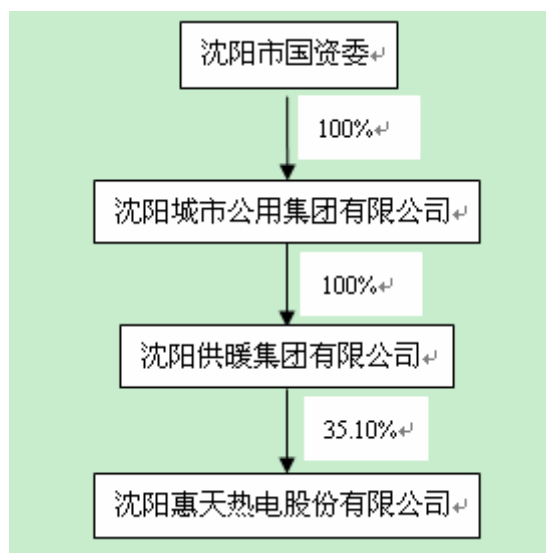 沈阳市国资委
100%
沈阳城市公用集团有限公司
100%
沈阳供暖集团有限公司
35.10%
沈阳惠天热电股份有限公司